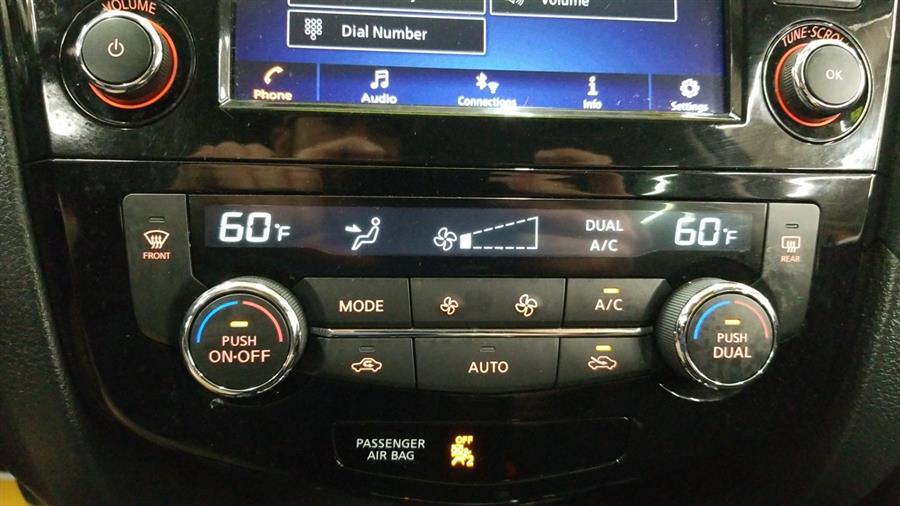 VOLUME
Dial Number
Volume
TUNE·SCROLL
OK
Phone
Audio
Connections
Info
Settings
60°F
DUAL
A/C
60°F
FRONT
REAR
MODE
A/C
PUSH
ON·OFF
AUTO
PUSH
DUAL
PASSENGER
AIR BAG
OFF
2